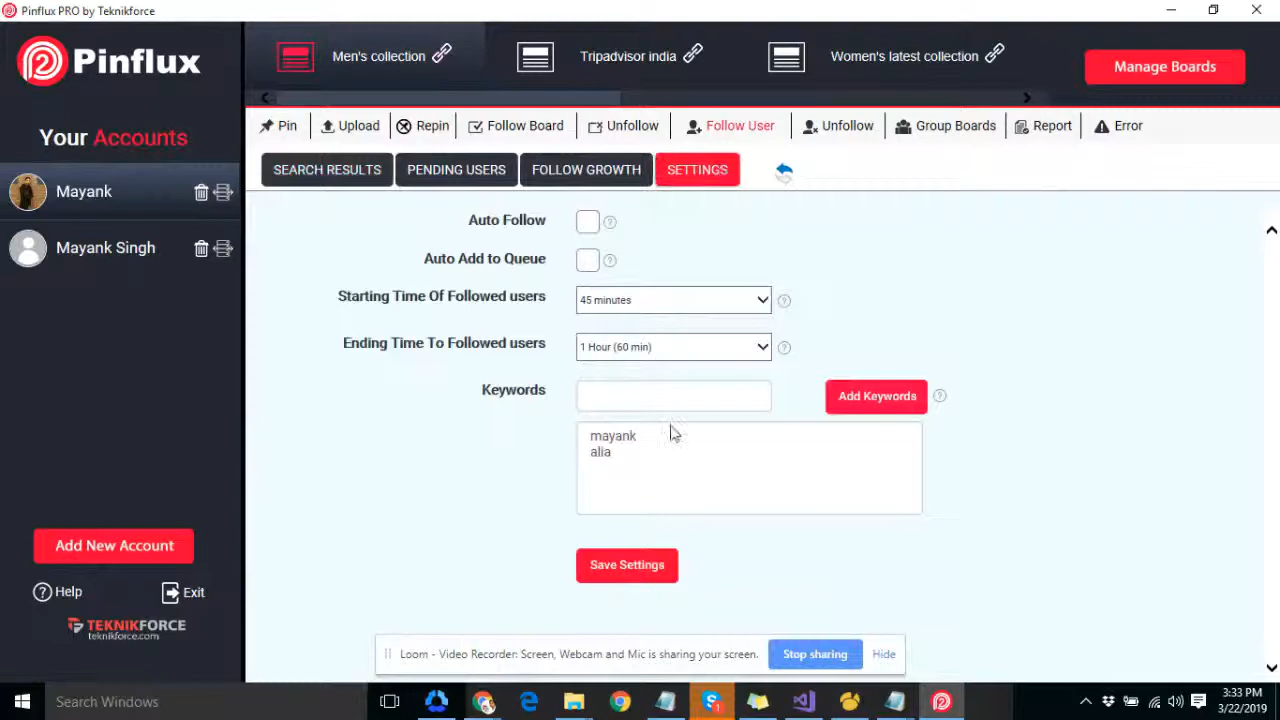 Pinflux PRO by Teknikforce
Pinflux
Men's collection
Tripadvisor india
Women's latest collection
Manage Boards
Your Accounts
Pin
Upload
Repin
Follow Board
Unfollow
Follow User
Unfollow
Group Boards
Report
Error
SEARCH RESULTS
PENDING USERS
FOLLOW GROWTH
SETTINGS
Mayank
Mayank Singh
Auto Follow
Auto Add to Queue
Starting Time Of Followed users
45 minutes
Ending Time To Followed users
1 Hour (60 min)
Keywords
Add Keywords
mayank
alia
Save Settings
Add New Account
Help
Exit
TEKNIKFORCE
teknikforce.com
Loom - Video Recorder: Screen, Webcam and Mic is sharing your screen.
Stop sharing
Hide
Search Windows
3:33 PM
3/22/2019